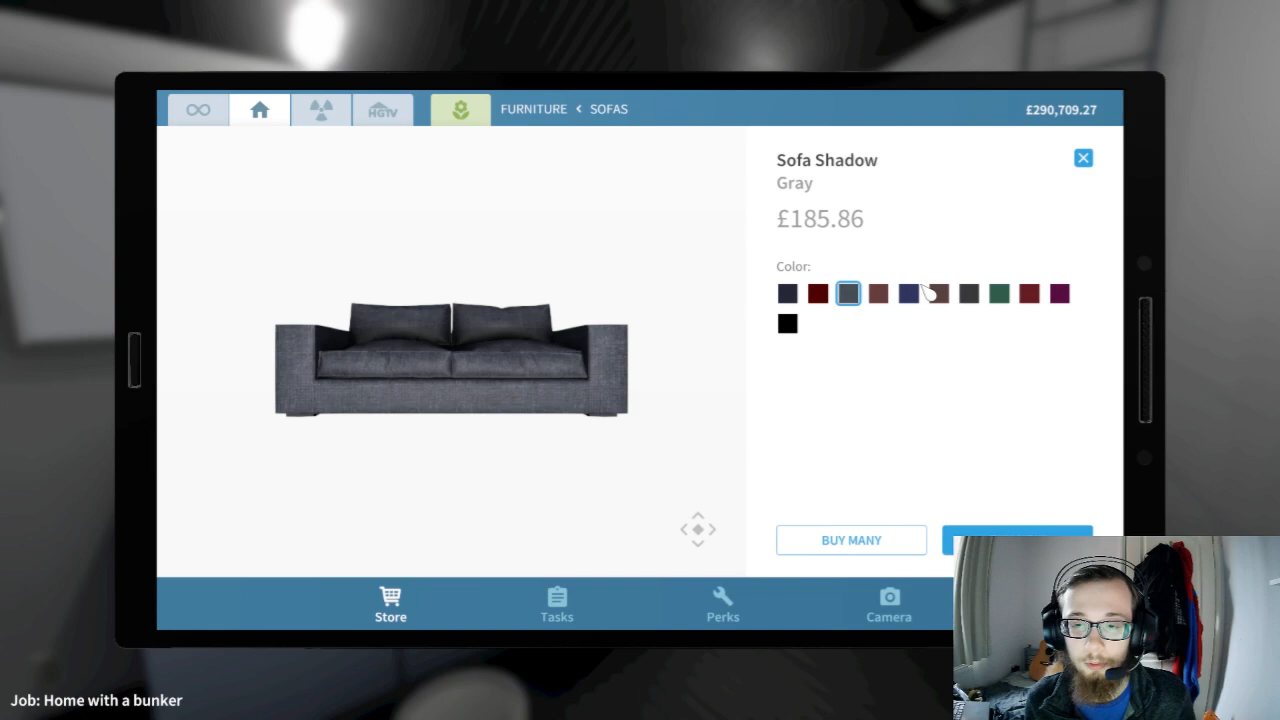 HGTV
FURNITURE < SOFAS
£290,709.27
Sofa Shadow
Gray
£185.86
Color:
BUY MANY
Store
Tasks
Perks
Camera
Job: Home with a bunker